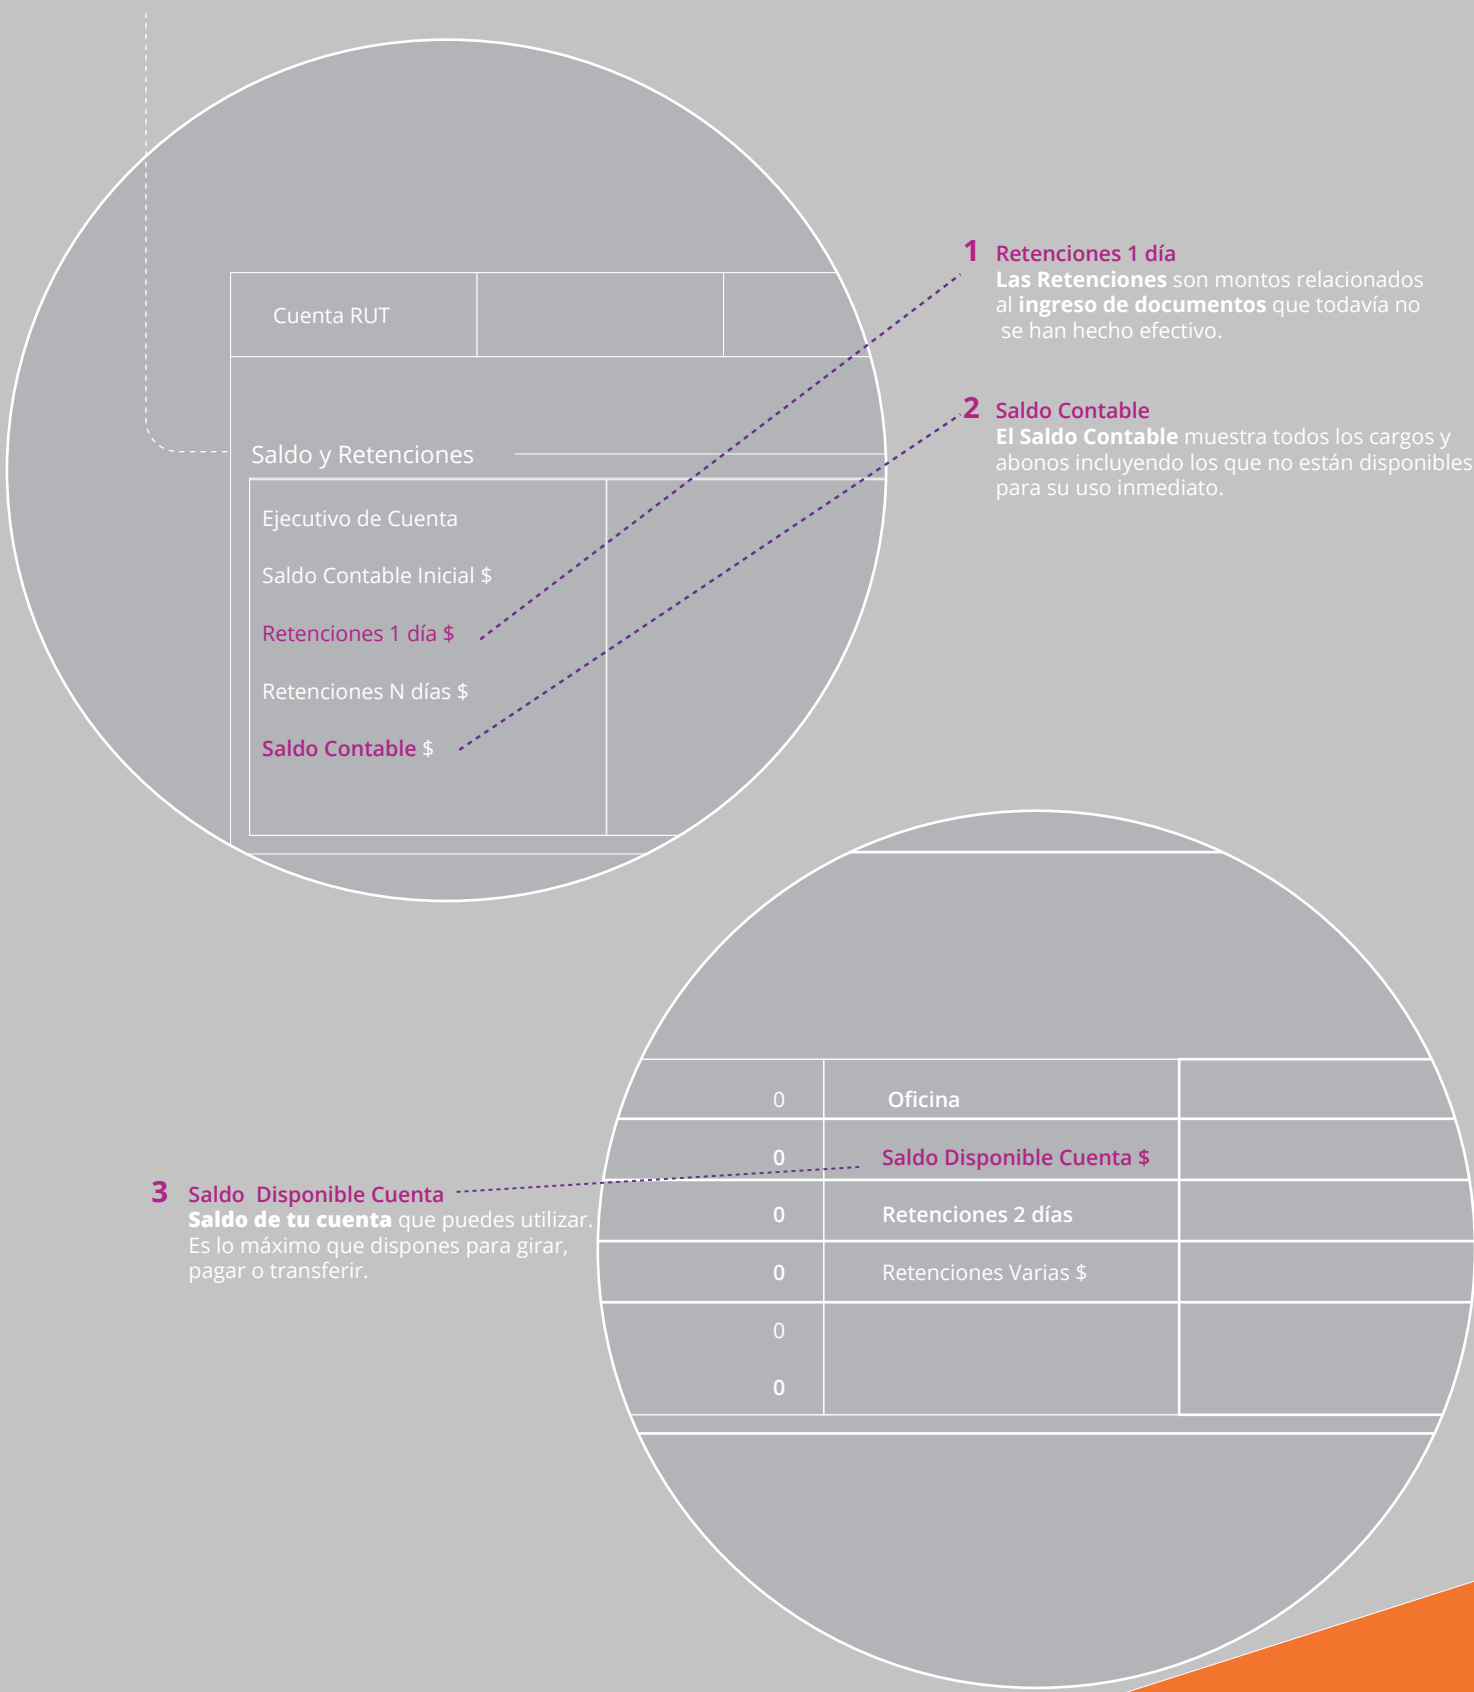 Cuenta RUT
Saldo y Retenciones
Ejecutivo de Cuenta
Saldo Contable Inicial $
Retenciones 1 día $
Retenciones N días $
Saldo Contable $
1 Retenciones 1 día
Las Retenciones son montos relacionados
al ingreso de documentos que todavía no
se han hecho efectivo.
2 Saldo Contable
El Saldo Contable muestra todos los cargos y
abonos incluyendo los que no están disponibles
para su uso inmediato.
3 Saldo Disponible Cuenta
Saldo de tu cuenta que puedes utilizar.
Es lo máximo que dispones para girar,
pagar o transferir.
0 Oficina
0 Saldo Disponible Cuenta $
0 Retenciones 2 días
0 Retenciones Varias $
0
0